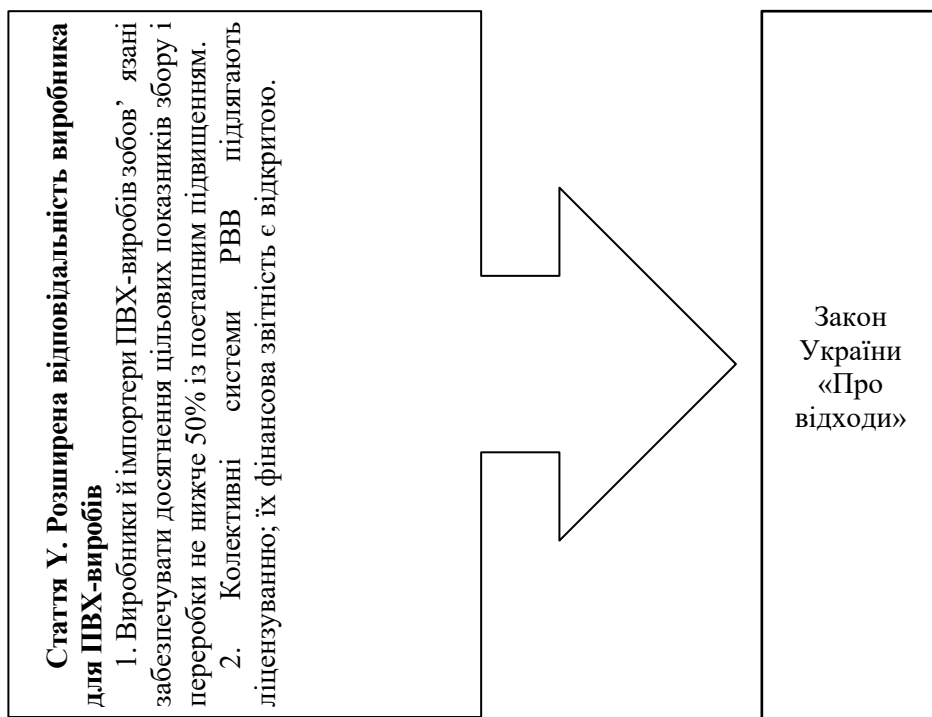 Стаття Y. Розширена відповідальність виробника
для ПВХ-виробів
1. Виробники й імпортери ПВХ-виробів зобов’ язані
забезпечувати досягнення цільових показників збору і
переробки не нижче 50% із поетапним підвищенням.
2. Колективні системи РВВ підлягають
ліцензуванню; їх фінансова звітність є відкритою.
Закон
України
«Про
відходи»